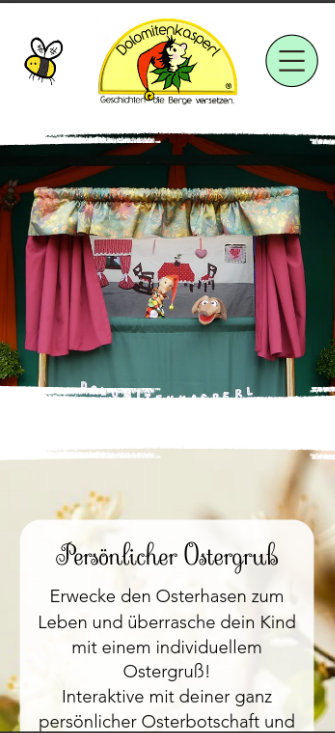 Dolomitenkasperl
Geschichten, die Berge versetzen.
®
DOLOMITENKASPERL
Persönlicher Ostergruß
Erwecke den Osterhasen zum
Leben und überrasche dein Kind
mit einem individuellem
Ostergruß!
Interaktive mit deiner ganz
persönlicher Osterbotschaft und